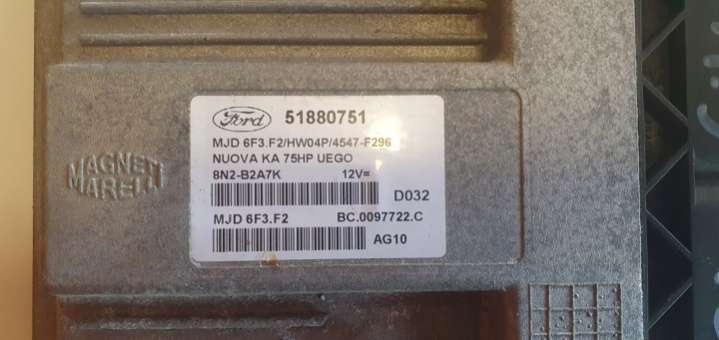 Ford 51880751
MJD 6F3.F2/HW04P/4547-F296
NUOVA KA 75HP UEGO
8N2-B2A7K 12V=
D032
MJD 6F3.F2 BC.0097722.C
AG10
MAGNETI
MARELLI